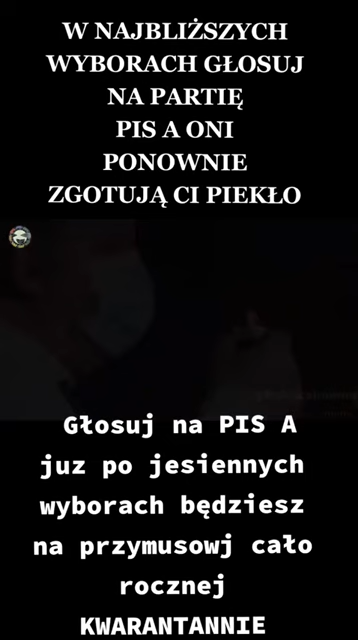 W NAJBLIŻSZYCH
WYBORACH GŁOSUJ
NA PARTIĘ
PIS A ONI
PONOWNIE
ZGOTUJĄ CI PIEKŁO
Głosuj na PIS A
juz po jesiennych
wyborach będziesz
na przymusowj cało
rocznej
KWARANTANNIE